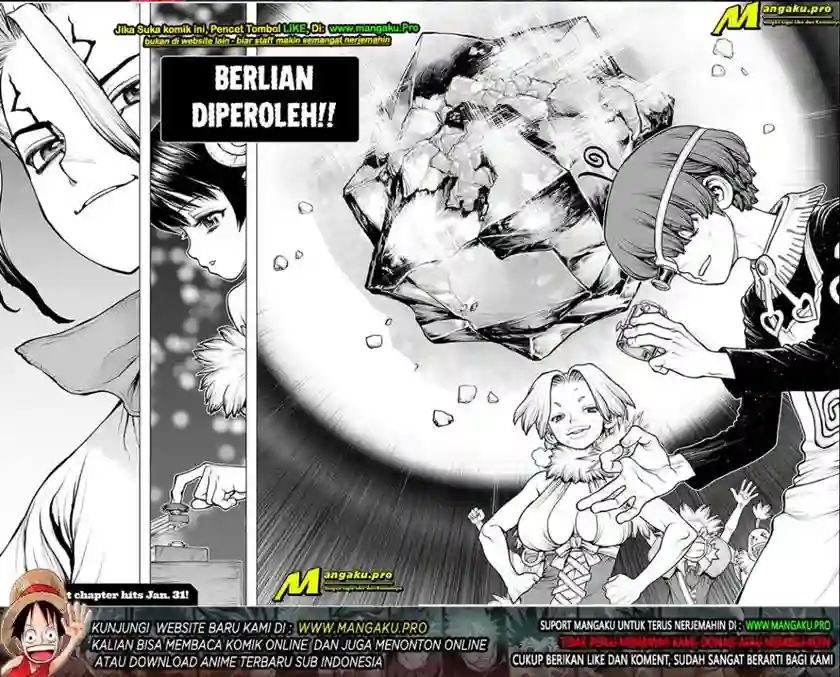 Jika Suka komik ini, Pencet Tombol LIKE, Di: www.mangaku.Pro
bukan di website lain - biar staff makin semangat nerjemahin
Mangaku.pro
BERLIAN
DIPEROLEH!!
Mangaku.pro
t chapter hits Jan. 31!
KUNJUNGI WEBSITE BARU KAMI DI : WWW.MANGAKU.PRO
KALIAN BISA MEMBACA KOMIK ONLINE DAN JUGA MENONTON ONLINE
ATAU DOWNLOAD ANIME TERBARU SUB INDONESIA
SUPORT MANGAKU UNTUK TERUS NERJEMAHIN DI : WWW.MANGAKU.PRO
CUKUP BERIKAN LIKE DAN KOMENT, SUDAH SANGAT BERARTI BAGI KAMI